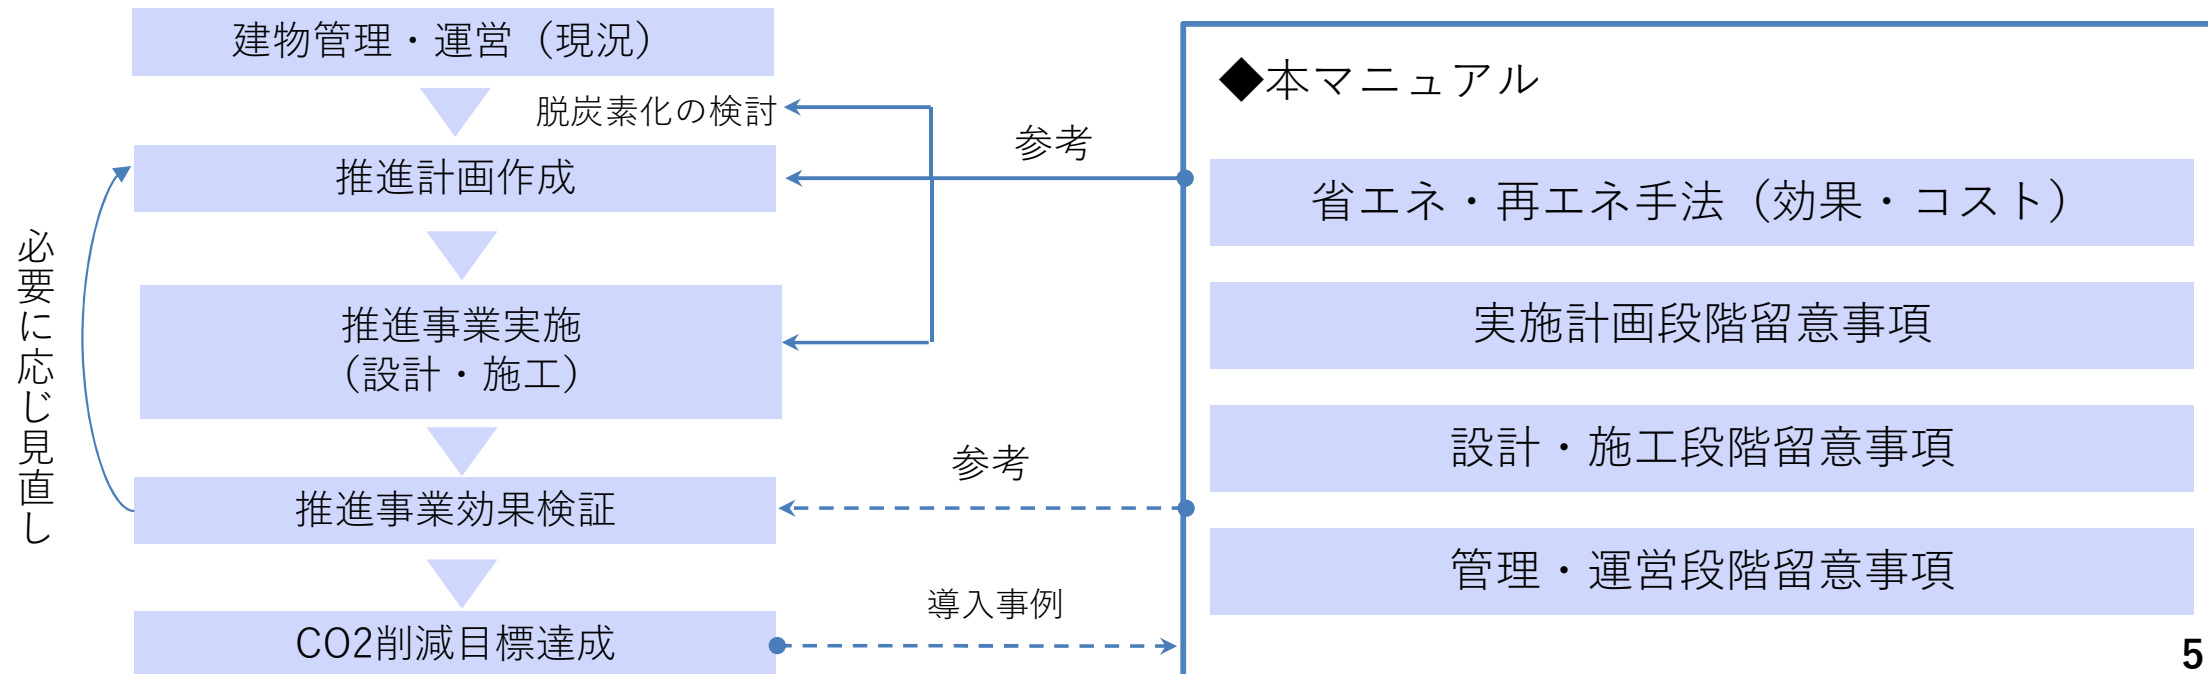 建物管理・運営（現況）
脱炭素化の検討
推進計画作成
推進事業実施
（設計・施工）
推進事業効果検証
CO2削減目標達成
必要に応じ見直し
参考
参考
導入事例
◆本マニュアル
省エネ・再エネ手法（効果・コスト）
実施計画段階留意事項
設計・施工段階留意事項
管理・運営段階留意事項
5